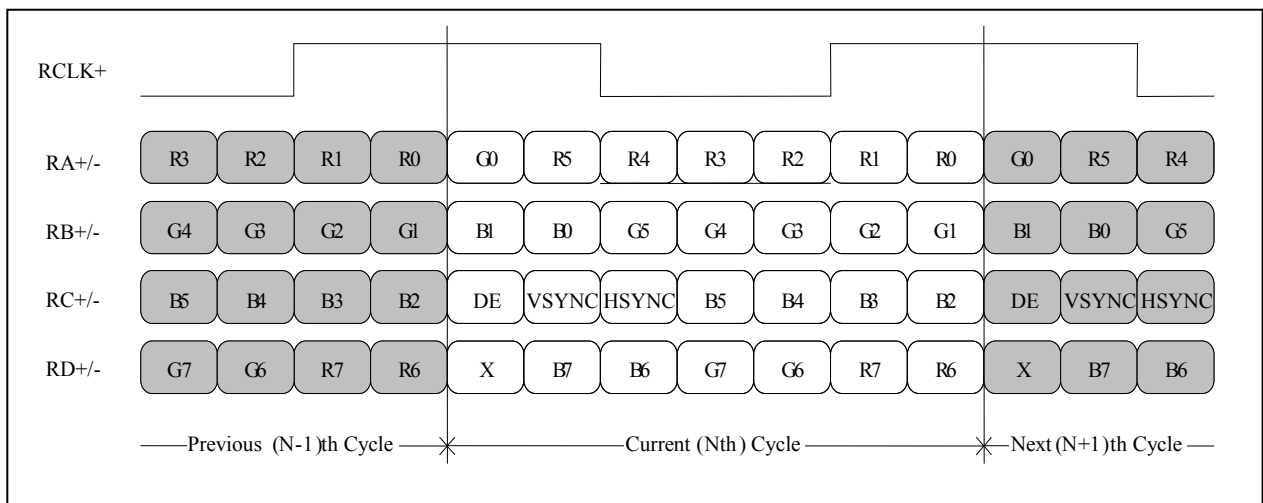 RCLK+
RA+/- R3 R2 R1 R0 G0 R5 R4 R3 R2 R1 R0 G0 R5 R4
RB+/- G4 G3 G2 G1 B1 B0 G5 G4 G3 G2 G1 B1 B0 G5
RC+/- B5 B4 B3 B2 DE VSYNC HSYNC B5 B4 B3 B2 DE VSYNC HSYNC
RD+/- G7 G6 R7 R6 X B7 B6 G7 G6 R7 R6 X B7 B6
Previous (N-1)th Cycle Current (Nth) Cycle Next (N+1)th Cycle